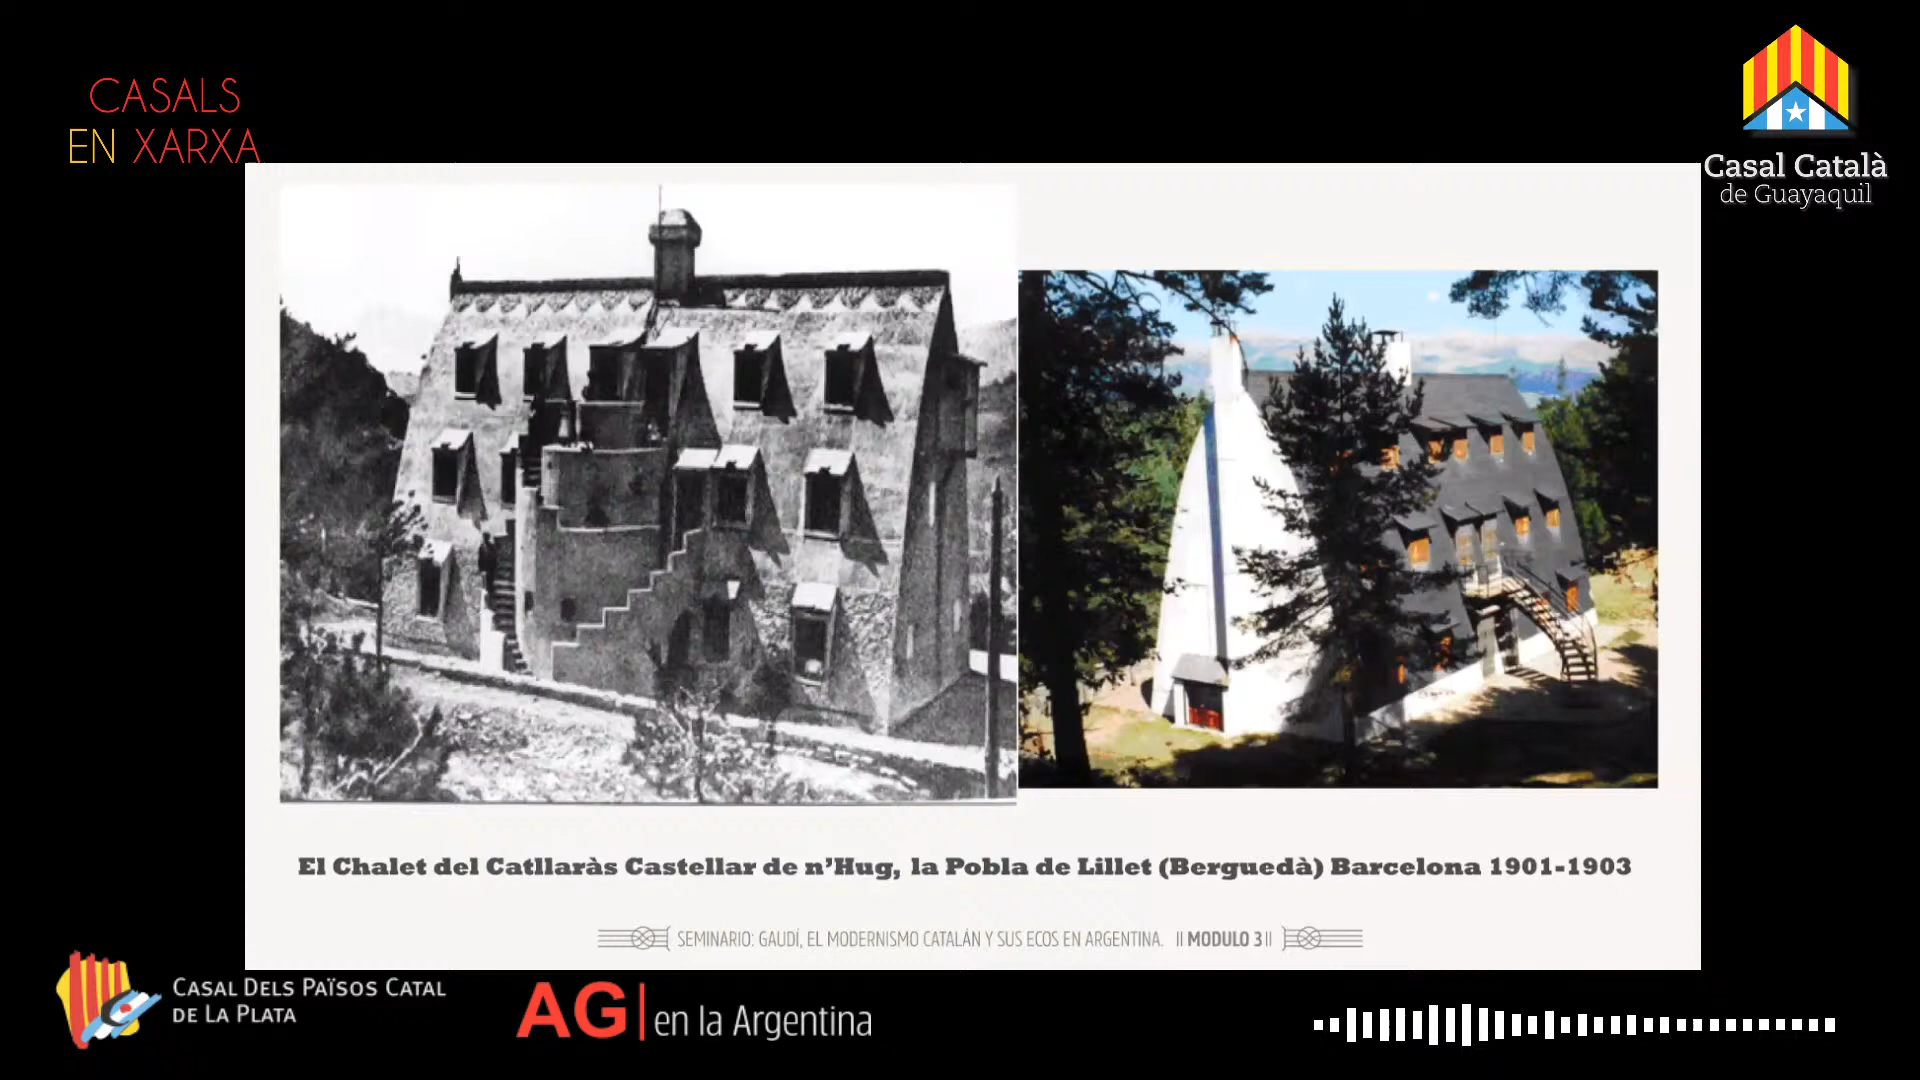 CASALS
EN XARXA
Casal Català
de Guayaquil
El Chalet del Catllaràs Castellar de n'Hug, la Pobla de Lillet (Berguedà) Barcelona 1901-1903
SEMINARIO: GAUDÍ, EL MODERNISMO CATALÁN Y SUS ECOS EN ARGENTINA. || MODULO 3 ||
CASAL DELS PAÏSOS CATAL
DE LA PLATA
AG | en la Argentina